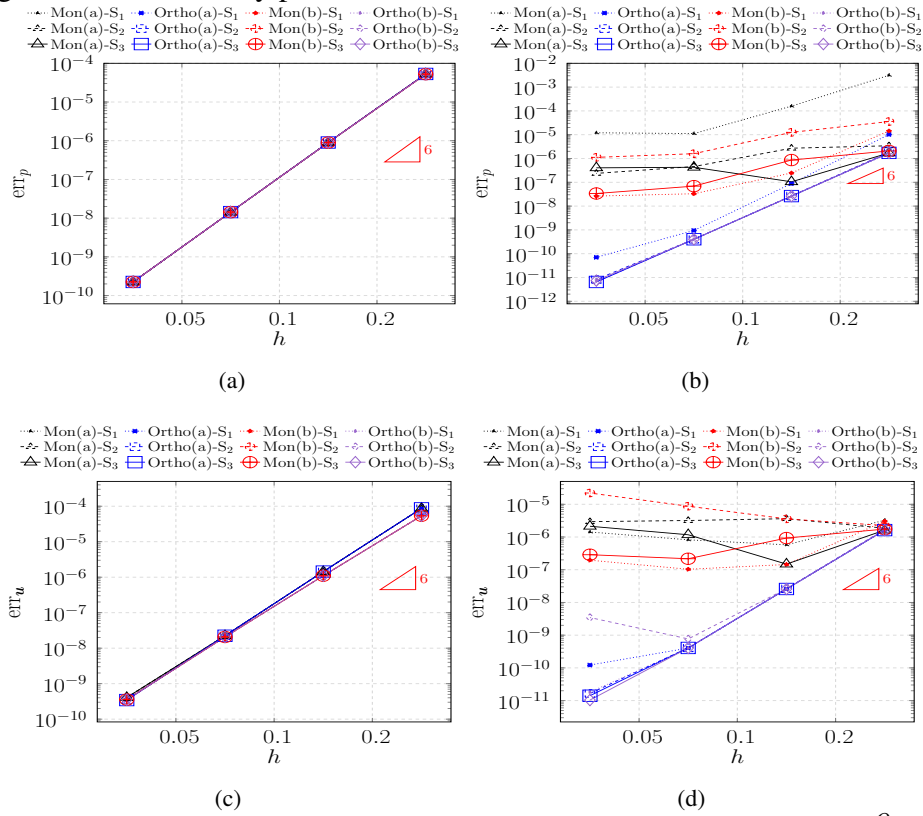 Mon(a)-S₁ Ortho(a)-S₁ Mon(b)-S₁ Ortho(b)-S₁
Mon(a)-S₂ Ortho(a)-S₂ Mon(b)-S₂ Ortho(b)-S₂
Mon(a)-S₃ Ortho(a)-S₃ Mon(b)-S₃ Ortho(b)-S₃
10⁻⁴
10⁻⁵
10⁻⁶
10⁻⁷
10⁻⁸
10⁻⁹
10⁻¹⁰
errₚ
6
0.05 0.1 0.2
h
(a)
Mon(a)-S₁ Ortho(a)-S₁ Mon(b)-S₁ Ortho(b)-S₁
Mon(a)-S₂ Ortho(a)-S₂ Mon(b)-S₂ Ortho(b)-S₂
Mon(a)-S₃ Ortho(a)-S₃ Mon(b)-S₃ Ortho(b)-S₃
10⁻²
10⁻³
10⁻⁴
10⁻⁵
10⁻⁶
10⁻⁷
10⁻⁸
10⁻⁹
10⁻¹⁰
10⁻¹¹
10⁻¹²
errₚ
6
0.05 0.1 0.2
h
(b)
Mon(a)-S₁ Ortho(a)-S₁ Mon(b)-S₁ Ortho(b)-S₁
Mon(a)-S₂ Ortho(a)-S₂ Mon(b)-S₂ Ortho(b)-S₂
Mon(a)-S₃ Ortho(a)-S₃ Mon(b)-S₃ Ortho(b)-S₃
10⁻⁴
10⁻⁵
10⁻⁶
10⁻⁷
10⁻⁸
10⁻⁹
10⁻¹⁰
errᵤ
6
0.05 0.1 0.2
h
(c)
Mon(a)-S₁ Ortho(a)-S₁ Mon(b)-S₁ Ortho(b)-S₁
Mon(a)-S₂ Ortho(a)-S₂ Mon(b)-S₂ Ortho(b)-S₂
Mon(a)-S₃ Ortho(a)-S₃ Mon(b)-S₃ Ortho(b)-S₃
10⁻⁵
10⁻⁶
10⁻⁷
10⁻⁸
10⁻⁹
10⁻¹⁰
10⁻¹¹
errᵤ
6
0.05 0.1 0.2
h
(d)